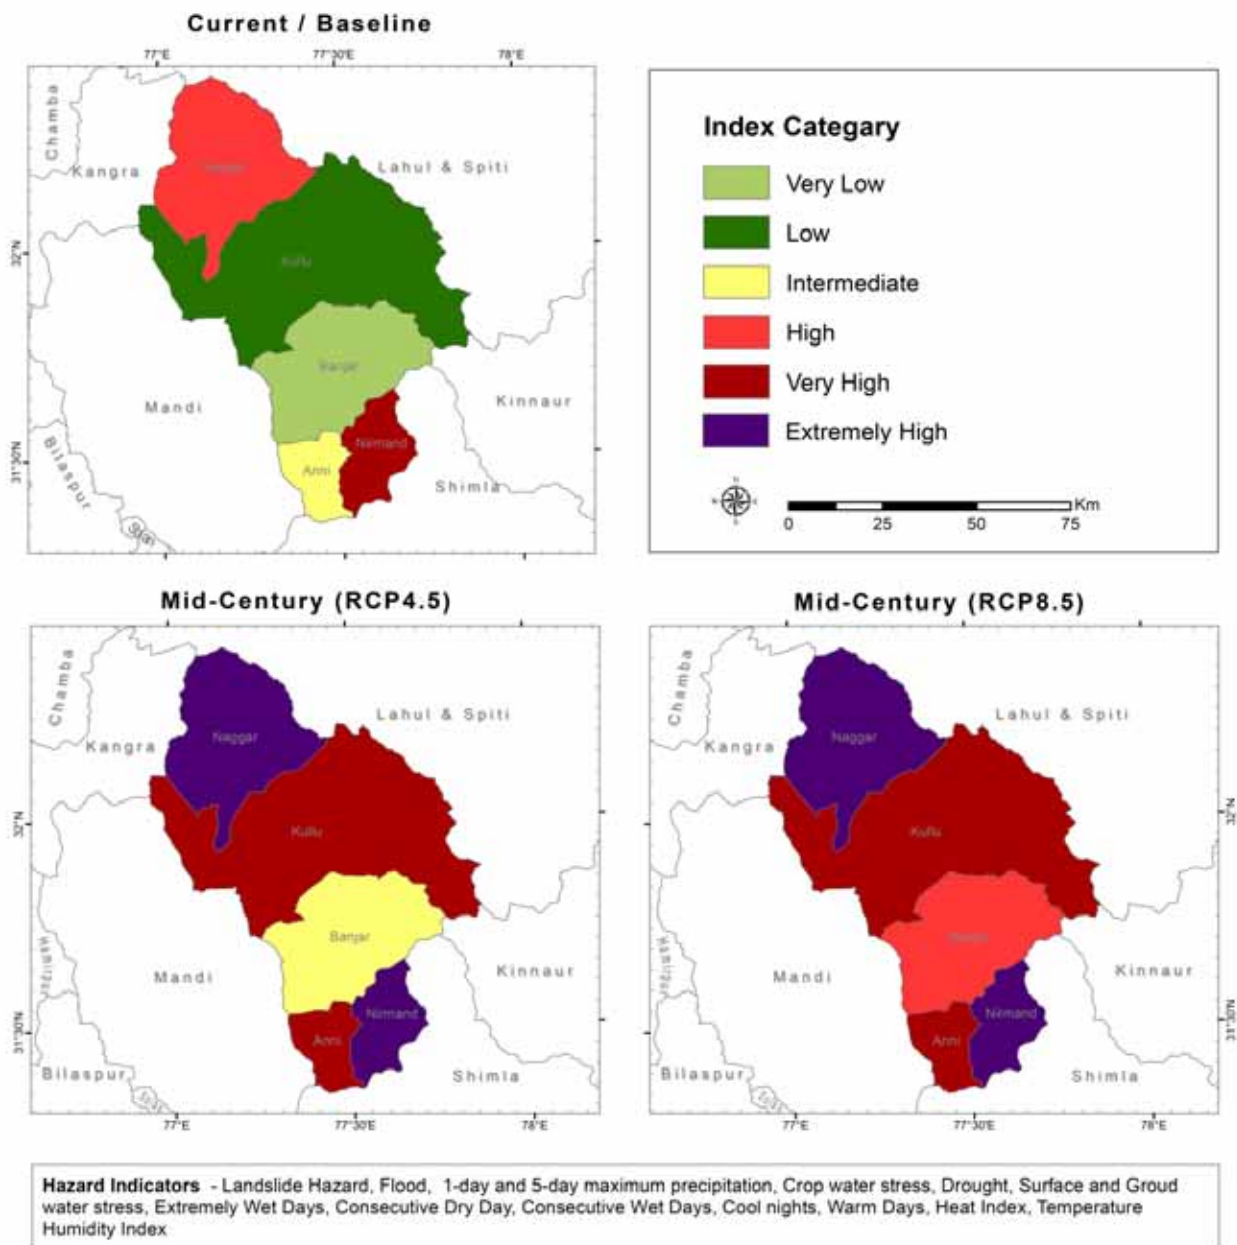 Current / Baseline
77°E 77°30'E 78°E
Chamba
Kangra
Lahul & Spiti
Naggar
32°N
Kullu
Banjar
Mandi
Kinnaur
Bilaspur
31°30'N
Nirmand
Anni
Shimla
Index Categary
Very Low
Low
Intermediate
High
Very High
Extremely High
N
Km
0 25 50 75
Mid-Century (RCP4.5)
Chamba
Lahul & Spiti
Kangra
Naggar
32°N
Kullu
Banjar
Hamirpur
Mandi
Kinnaur
31°30'N
Nirmand
Anni
Bilaspur
Shimla
77°E 77°30'E 78°E
Mid-Century (RCP8.5)
Chamba
Lahul & Spiti
Kangra
Naggar
32°N
Kullu
Hamirpur
Mandi
Kinnaur
31°30'N
Nirmand
Anni
Bilaspur
Shimla
77°E 77°30'E 78°E
Hazard Indicators - Landslide Hazard, Flood, 1-day and 5-day maximum precipitation, Crop water stress, Drought, Surface and Groud
water stress, Extremely Wet Days, Consecutive Dry Day, Consecutive Wet Days, Cool nights, Warm Days, Heat Index, Temperature
Humidity Index